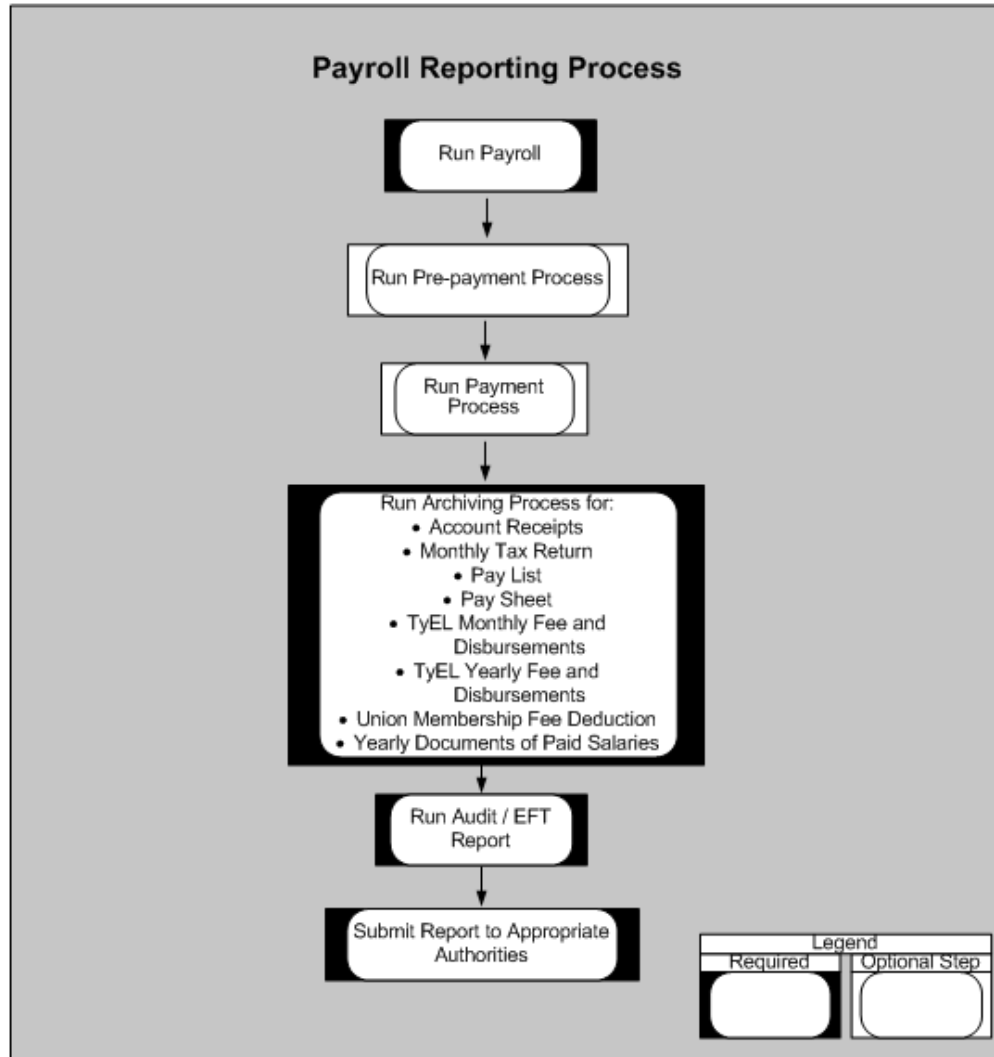 Payroll Reporting Process
Run Payroll
Run Pre-payment Process
Run Payment
Process
Run Archiving Process for:
• Account Receipts
• Monthly Tax Return
• Pay List
• Pay Sheet
• TyEL Monthly Fee and
Disbursements
• TyEL Yearly Fee and
Disbursements
• Union Membership Fee Deduction
• Yearly Documents of Paid Salaries
Run Audit / EFT
Report
Submit Report to Appropriate
Authorities
Legend
Required
Optional Step